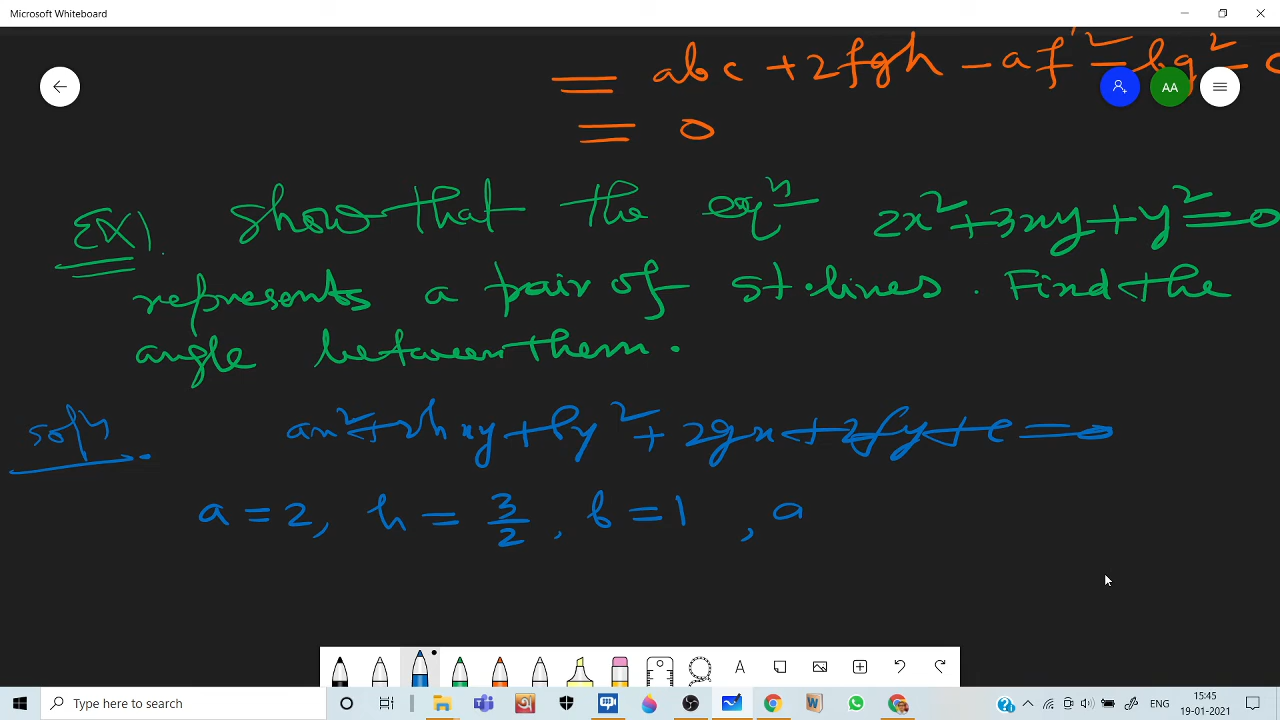 Microsoft Whiteboard
= abc + 2fgh - af² - bg² - c
AA
= 0
EX). Show that the eqⁿ 2x²+3xy+y²=0
represents a pair of st. lines. Find the
angle between them.
solⁿ ax²+2hxy+by²+2gx+2fy+c=0
a = 2, h = 3/2, b = 1, a
A
Type here to search
ENG
15:45
19-01-2021